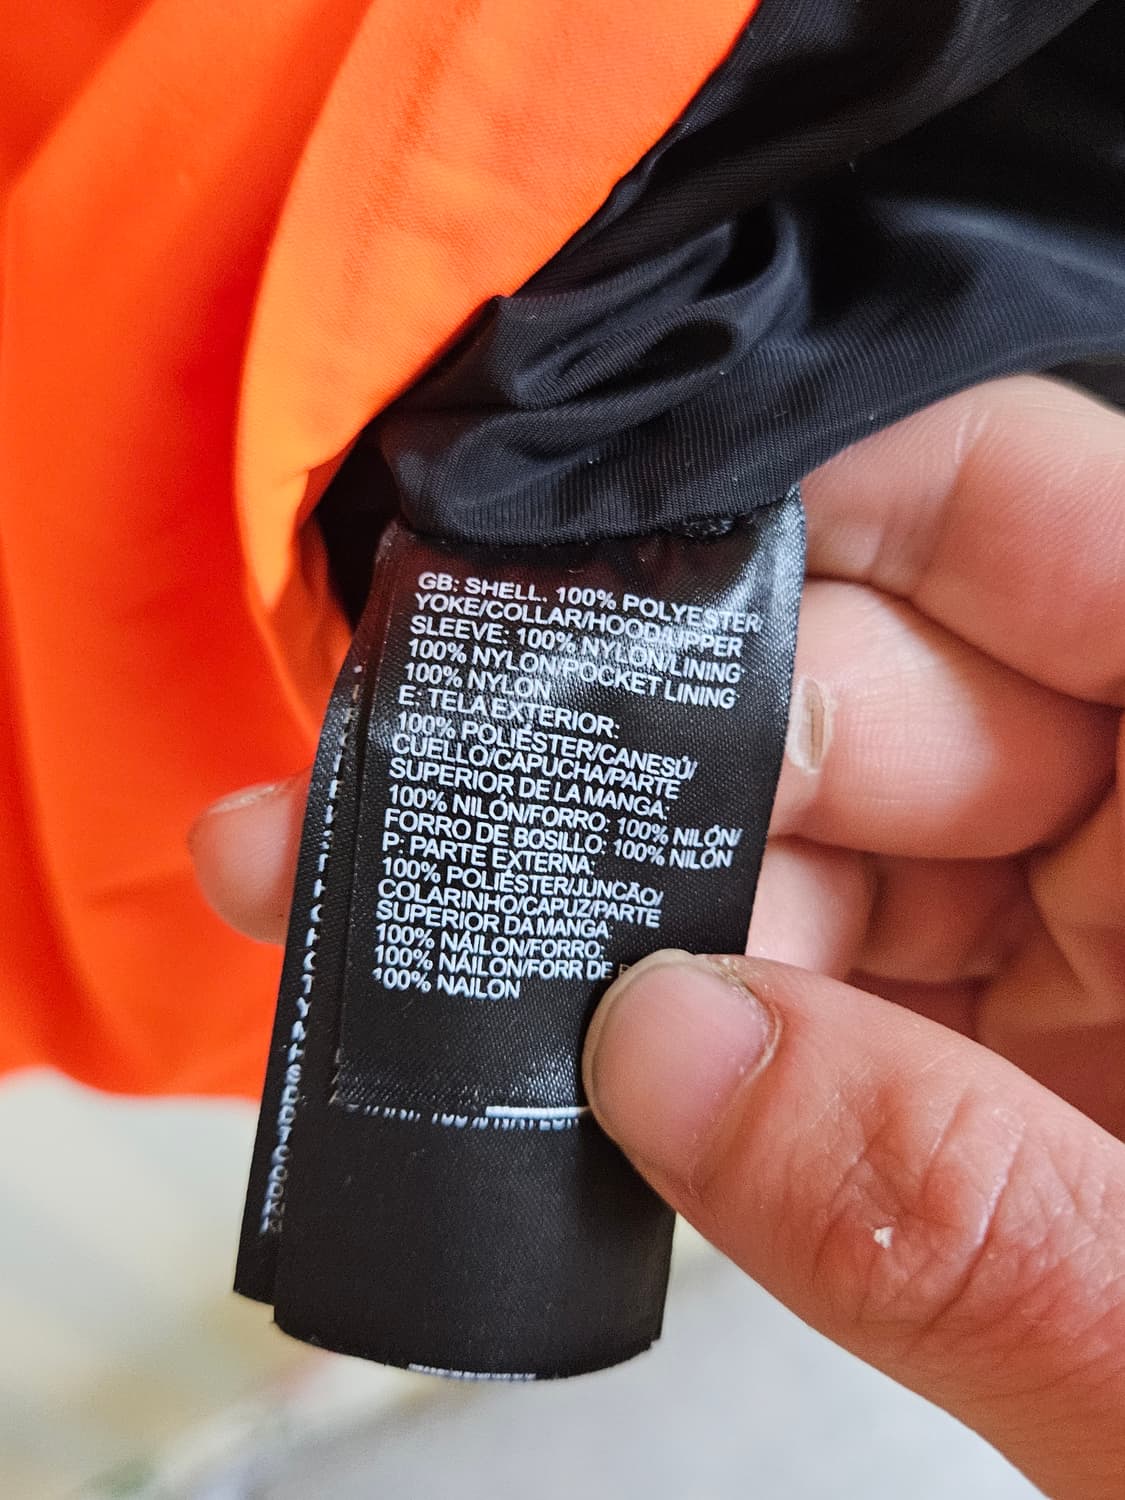 GB: SHELL. 100% POLYESTER
YOKE/COLLAR/HOOD/UPPER
SLEEVE: 100% NYLON/LINING
100% NYLON/POCKET LINING
100% NYLON
E: TELA EXTERIOR:
100% POLIÉSTER/CANESÚ/
CUELLO/CAPUCHA/PARTE
SUPERIOR DE LA MANGA:
100% NILÓN/FORRO: 100% NILÓN/
FORRO DE BOSILLO: 100% NILÓN
P: PARTE EXTERNA:
100% POLIÉSTER/JUNCÃO/
COLARINHO/CAPUZ/PARTE
SUPERIOR DA MANGA:
100% NÁILON/FORRO:
100% NÁILON/FORR DE
100% NÁILON